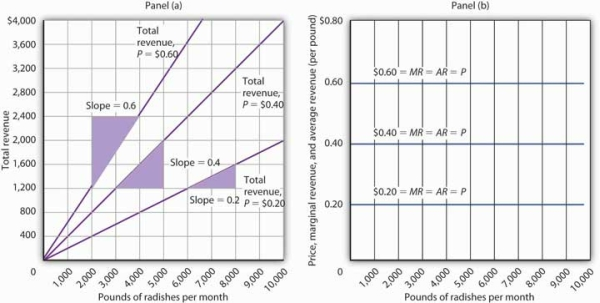 Panel (a)
Panel (b)
Total revenue
$4,000
3,600
3,200
2,800
2,400
2,000
1,600
1,200
800
400
0
Total
revenue,
P = $0.60
Total
revenue,
P = $0.40
Total
revenue,
P = $0.20
Slope = 0.6
Slope = 0.4
Slope = 0.2
1,000
2,000
3,000
4,000
5,000
6,000
7,000
8,000
9,000
10,000
Pounds of radishes per month
Price, marginal revenue, and average revenue (per pound)
$0.80
0.60
0.40
0.20
0
$0.60 = MR = AR = P
$0.40 = MR = AR = P
$0.20 = MR = AR = P
1,000
2,000
3,000
4,000
5,000
6,000
7,000
8,000
9,000
10,000
Pounds of radishes per month